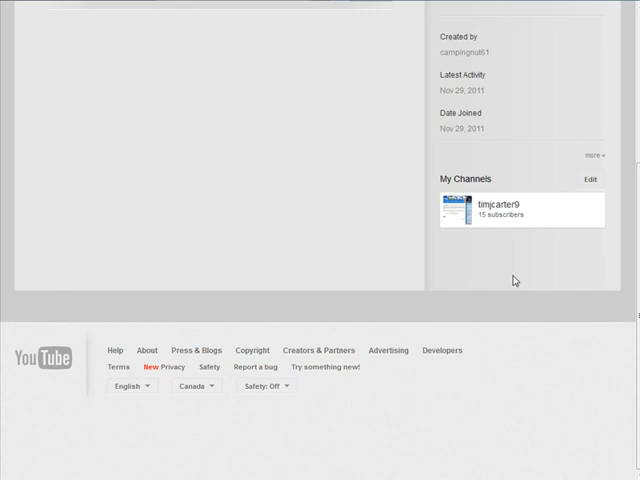 Created by
campingnut61
Latest Activity
Nov 29, 2011
Date Joined
Nov 29, 2011
more
My Channels Edit
timjcarter9
15 subscribers
YouTube
Help About Press & Blogs Copyright Creators & Partners Advertising Developers
Terms New Privacy Safety Report a bug Try something new!
English Canada Safety: Off